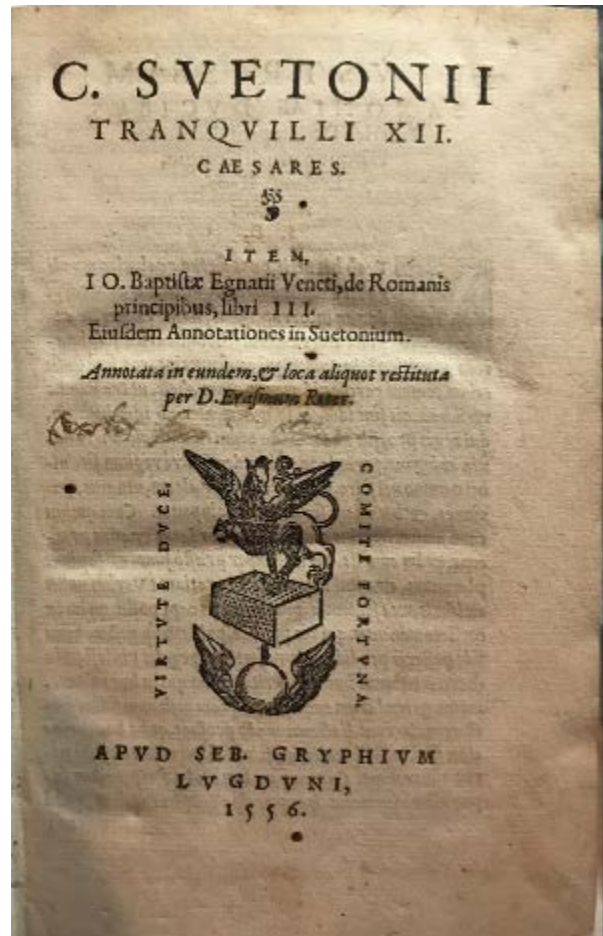 C. SVETONII
TRANQVILLI XII.
CAESARES.
ITEM,
IO. Baptistæ Egnatii Veneti, de Romanis
principibus, libri III.
Eiusdem Annotationes in Suetonium.
Annotata in eundem, & loca aliquot restituta
per D. Erasmum Roter.
VIRTVTE DVCE,
COMITE FORTVNA,
APVD SEB. GRYPHIVM
LVGDVNI,
1556.